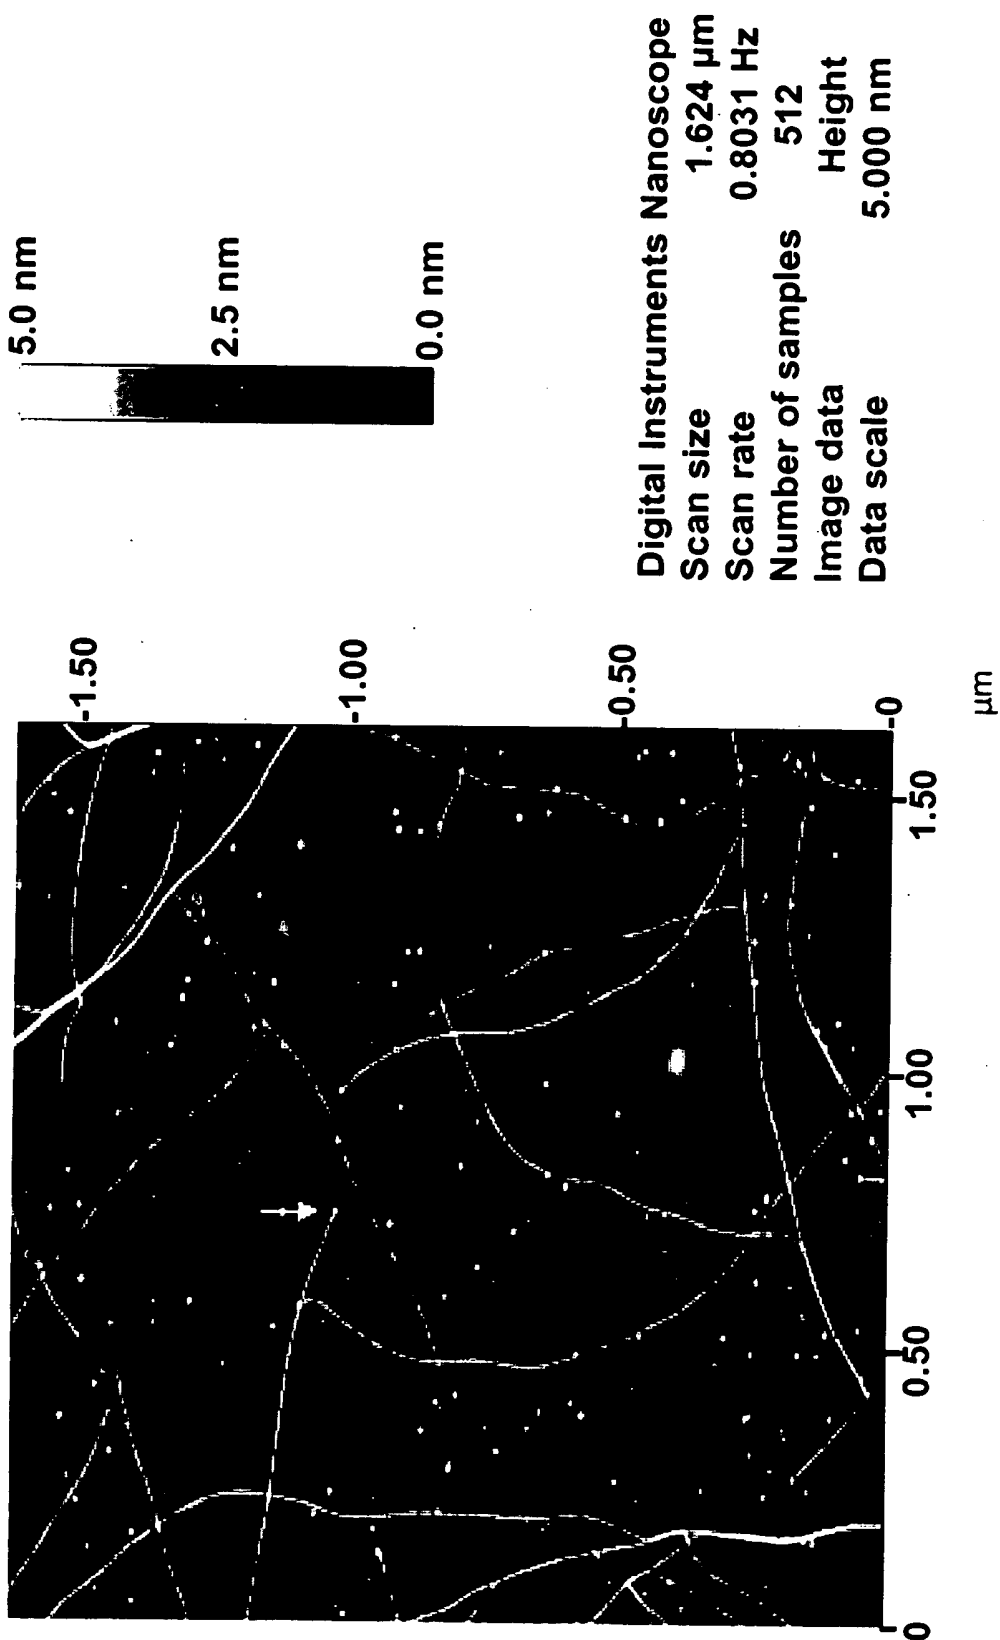 5.0 nm
2.5 nm
0.0 nm
Digital Instruments Nanoscope
Scan size 1.624 µm
Scan rate 0.8031 Hz
Number of samples 512
Image data Height
Data scale 5.000 nm
-1.50
-1.00
-0.50
-0
0
0.50
1.00
1.50
µm